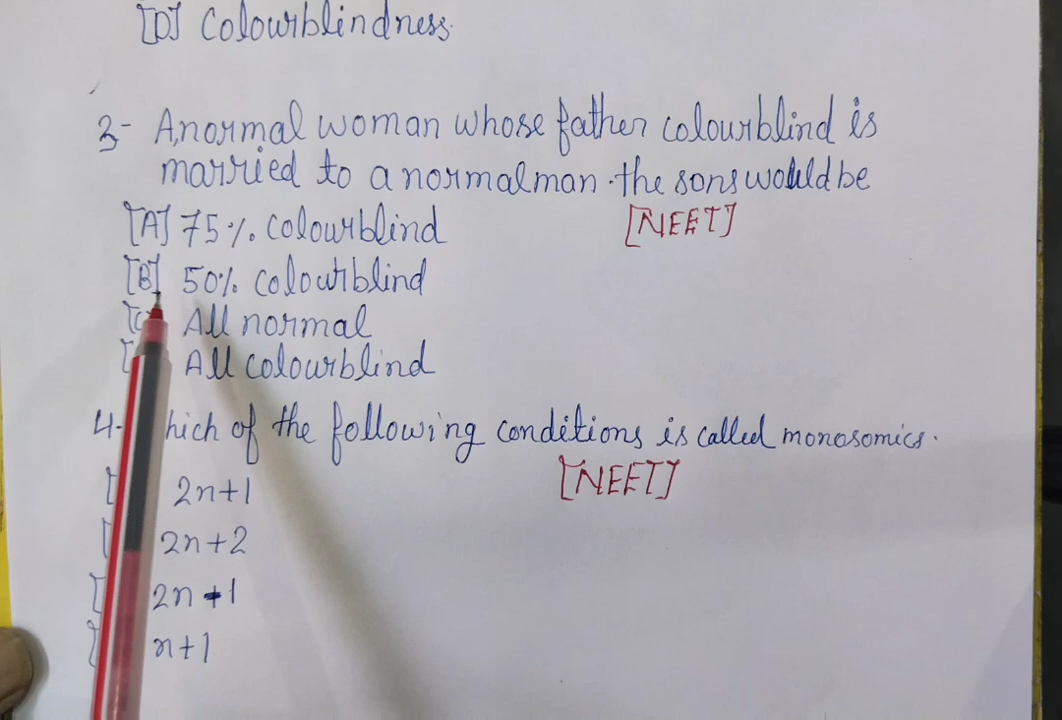 [D] Colourblindness.
3- A, normal woman whose father colourblind is
married to a normal man. the sons would be
[A] 75% colourblind [NEET]
[B] 50% colourblind
All normal
All colourblind
4- hich of the following conditions is called monosomics.
[NEET]
2n+1
2n+2
2n-1
n+1